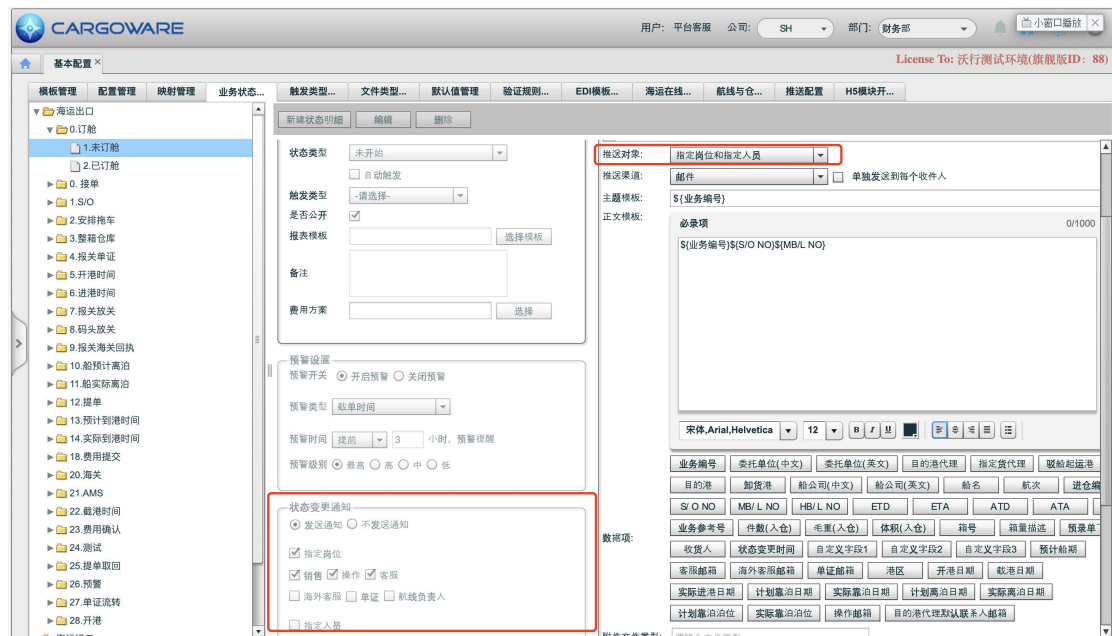 CARGOWARE
用户: 平台客服 公司: SH 部门: 财务部
小窗口播放
基本配置
License To: 沃行测试环境(旗舰版ID: 88)
模板管理 配置管理 映射管理 业务状态... 触发类型... 文件类型... 默认值管理 验证规则... EDI模板... 海运在线... 航线与仓... 推送配置 H5模块开...
海运出口
0.订舱
1.未订舱
2.已订舱
0. 接单
1.S/O
2.安排拖车
3.整箱仓库
4.报关单证
5.开港时间
6.进港时间
7.报关放关
8.码头放关
9.报关海关回执
10.船预计离泊
11.船实际离泊
12.提单
13.预计到港时间
14.实际到港时间
18.费用提交
20.海关
21.AMS
22.截港时间
23.费用确认
24.测试
25.提单取回
26.预警
27.单证流转
28.开港
新建状态明细 编辑 删除
状态类型 未开始
自动触发
触发类型 -请选择-
是否公开
报表模板 选择模板
备注
费用方案 选择
预警设置
预警开关 开启预警 关闭预警
预警类型 截单时间
预警时间 提前 3 小时, 预警提醒
预警级别 最高 高 中 低
状态变更通知
发送通知 不发送通知
指定岗位
销售 操作 客服
海外客服 单证 航线负责人
指定人员
推送对象: 指定岗位和指定人员
推送渠道: 邮件 单独发送到每个收件人
主题模板: ${业务编号}
正文模板:
必录项 0/1000
${业务编号}${S/O NO}${MB/L NO}
宋体,Arial,Helvetica 12 B I U
数据项:
业务编号 委托单位(中文) 委托单位(英文) 目的港代理 指定货代理 驳船起运港
目的港 卸货港 船公司(中文) 船公司(英文) 船名 航次 进仓编
S/ O NO MB/ L NO HB/ L NO ETD ETA ATD ATA
业务参考号 件数(入仓) 毛重(入仓) 体积(入仓) 箱号 箱量描述 预录单
收货人 状态变更时间 自定义字段1 自定义字段2 自定义字段3 预计船期
客服邮箱 海外客服邮箱 单证邮箱 港区 开港日期 截港日期
实际进港日期 计划靠泊日期 实际靠泊日期 计划离泊日期 实际离泊日期
计划靠泊泊位 实际靠泊泊位 操作邮箱 目的港代理默认联系人邮箱